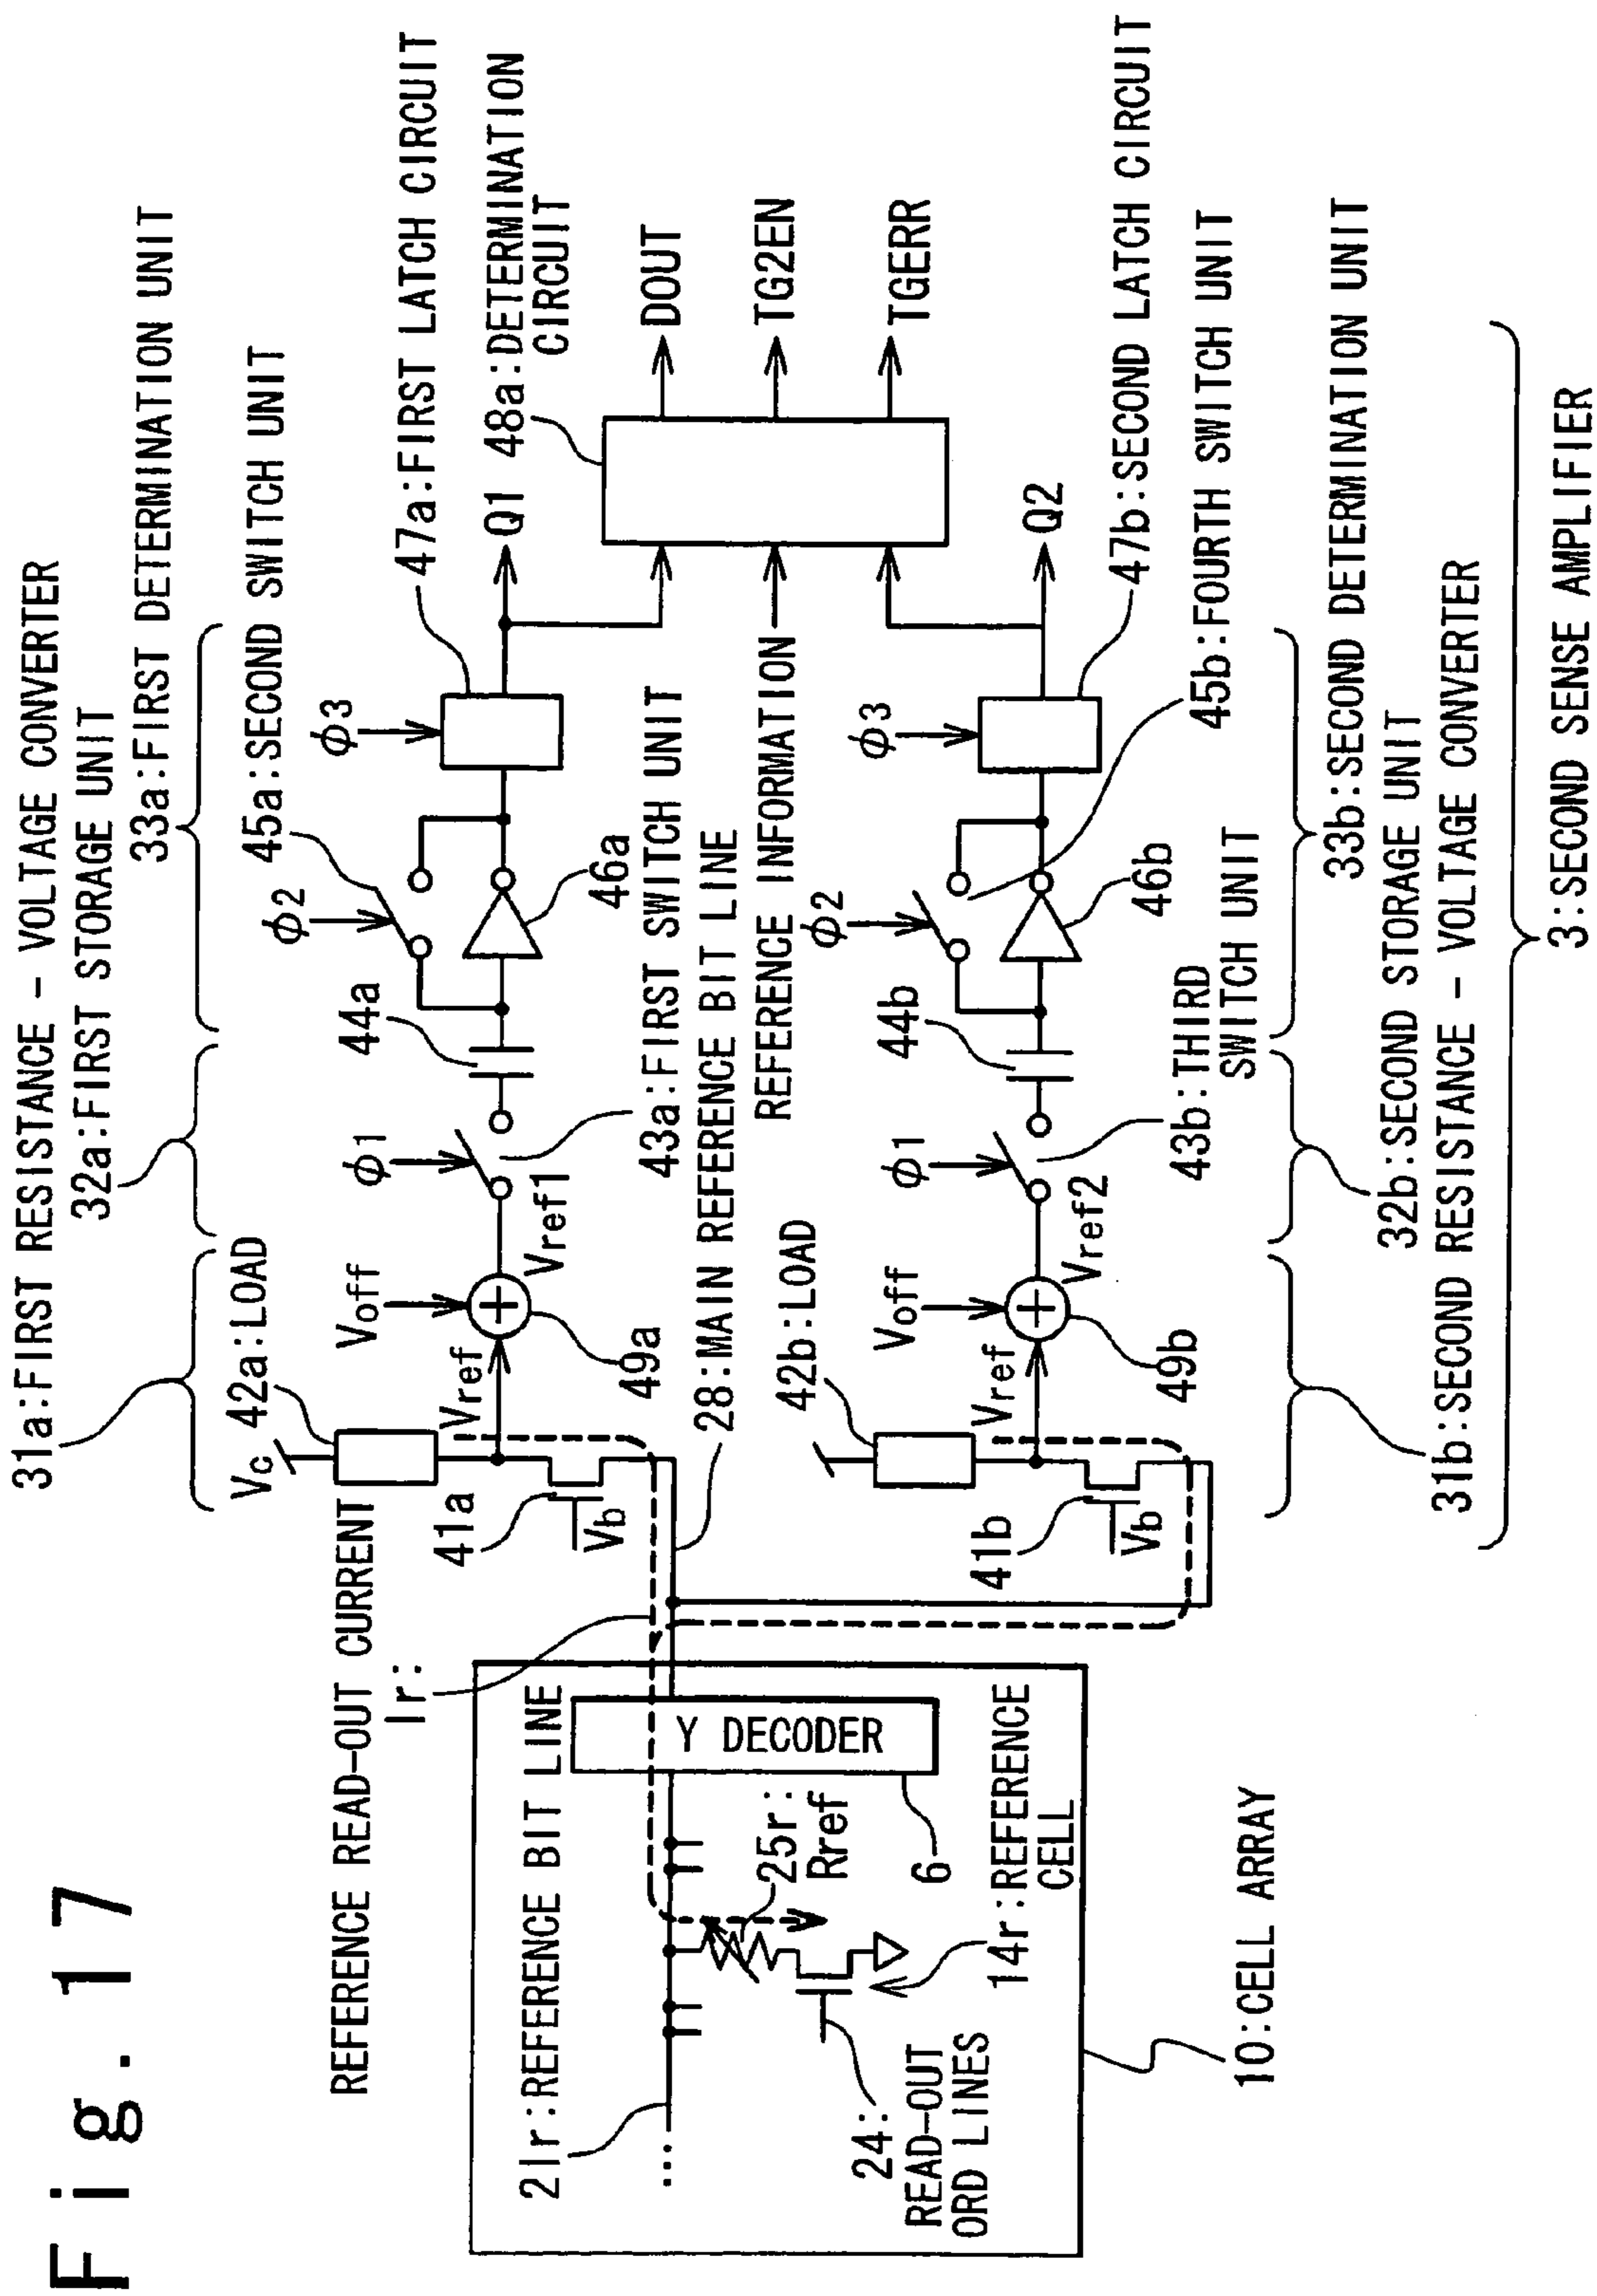 Fig. 17
31a:FIRST RESISTANCE - VOLTAGE CONVERTER
32a:FIRST STORAGE UNIT
33a:FIRST DETERMINATION UNIT
Vc
42a:LOAD
45a:SECOND SWITCH UNIT
REFERENCE READ-OUT CURRENT
Ir:
Voff
ϕ1
44a
ϕ2
ϕ3
47a:FIRST LATCH CIRCUIT
41a
Vb
Vref
Vref1
49a
46a
Q1
48a:DETERMINATION
CIRCUIT
43a:FIRST SWITCH UNIT
28:MAIN REFERENCE BIT LINE
REFERENCE INFORMATION
DOUT
TG2EN
TGERR
21r:REFERENCE BIT LINE
...
Y DECODER
25r:
Rref
6
24:
READ-OUT
ORD LINES
14r:REFERENCE
CELL
10:CELL ARRAY
42b:LOAD
Voff
ϕ1
44b
ϕ2
ϕ3
Q2
41b
Vb
Vref
Vref2
49b
46b
47b:SECOND LATCH CIRCUIT
43b:THIRD
SWITCH UNIT
45b:FOURTH SWITCH UNIT
33b:SECOND DETERMINATION UNIT
32b:SECOND STORAGE UNIT
31b:SECOND RESISTANCE - VOLTAGE CONVERTER
3:SECOND SENSE AMPLIFIER